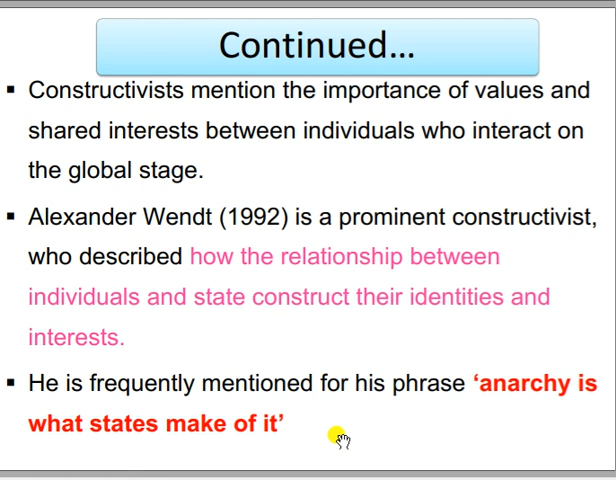 Continued...
▪ Constructivists mention the importance of values and
shared interests between individuals who interact on
the global stage.
▪ Alexander Wendt (1992) is a prominent constructivist,
who described how the relationship between
individuals and state construct their identities and
interests.
▪ He is frequently mentioned for his phrase ‘anarchy is
what states make of it’